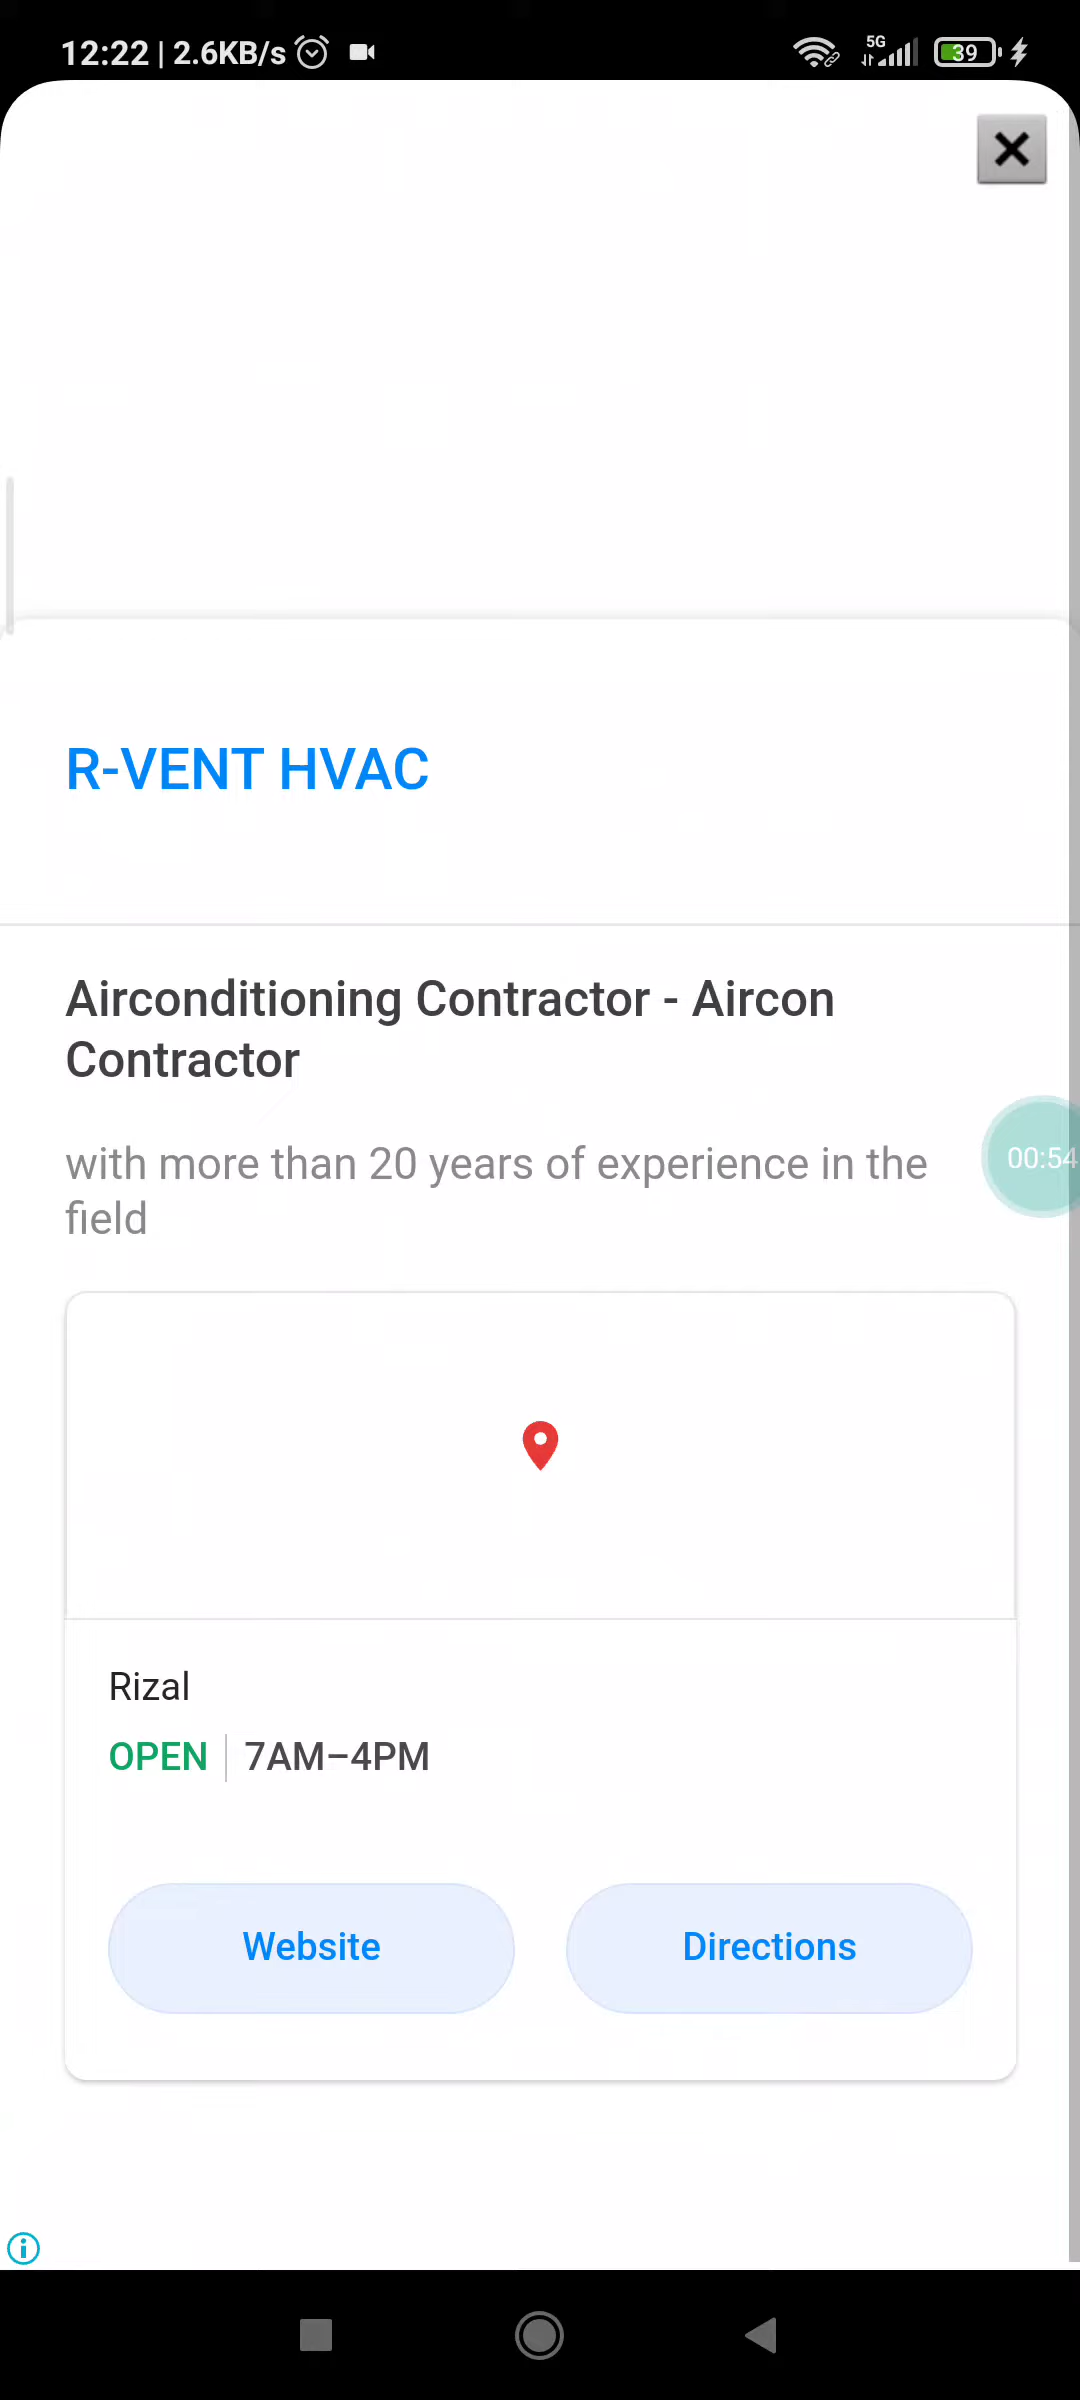 12:22 | 2.6KB/s
5G
39
R-VENT HVAC
Airconditioning Contractor - Aircon
Contractor
with more than 20 years of experience in the
field
00:54
Rizal
OPEN | 7AM–4PM
Website
Directions